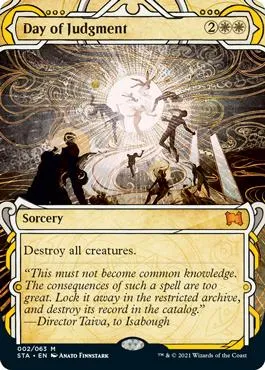 Day of Judgment 2
Sorcery
Destroy all creatures.
“This must not become common knowledge.
The consequences of such a spell are too
great. Lock it away in the restricted archive,
and destroy its record in the catalog.”
—Director Taiva, to Isabough
002/063 M
STA • EN Anato Finnstark
™ & © 2021 Wizards of the Coast